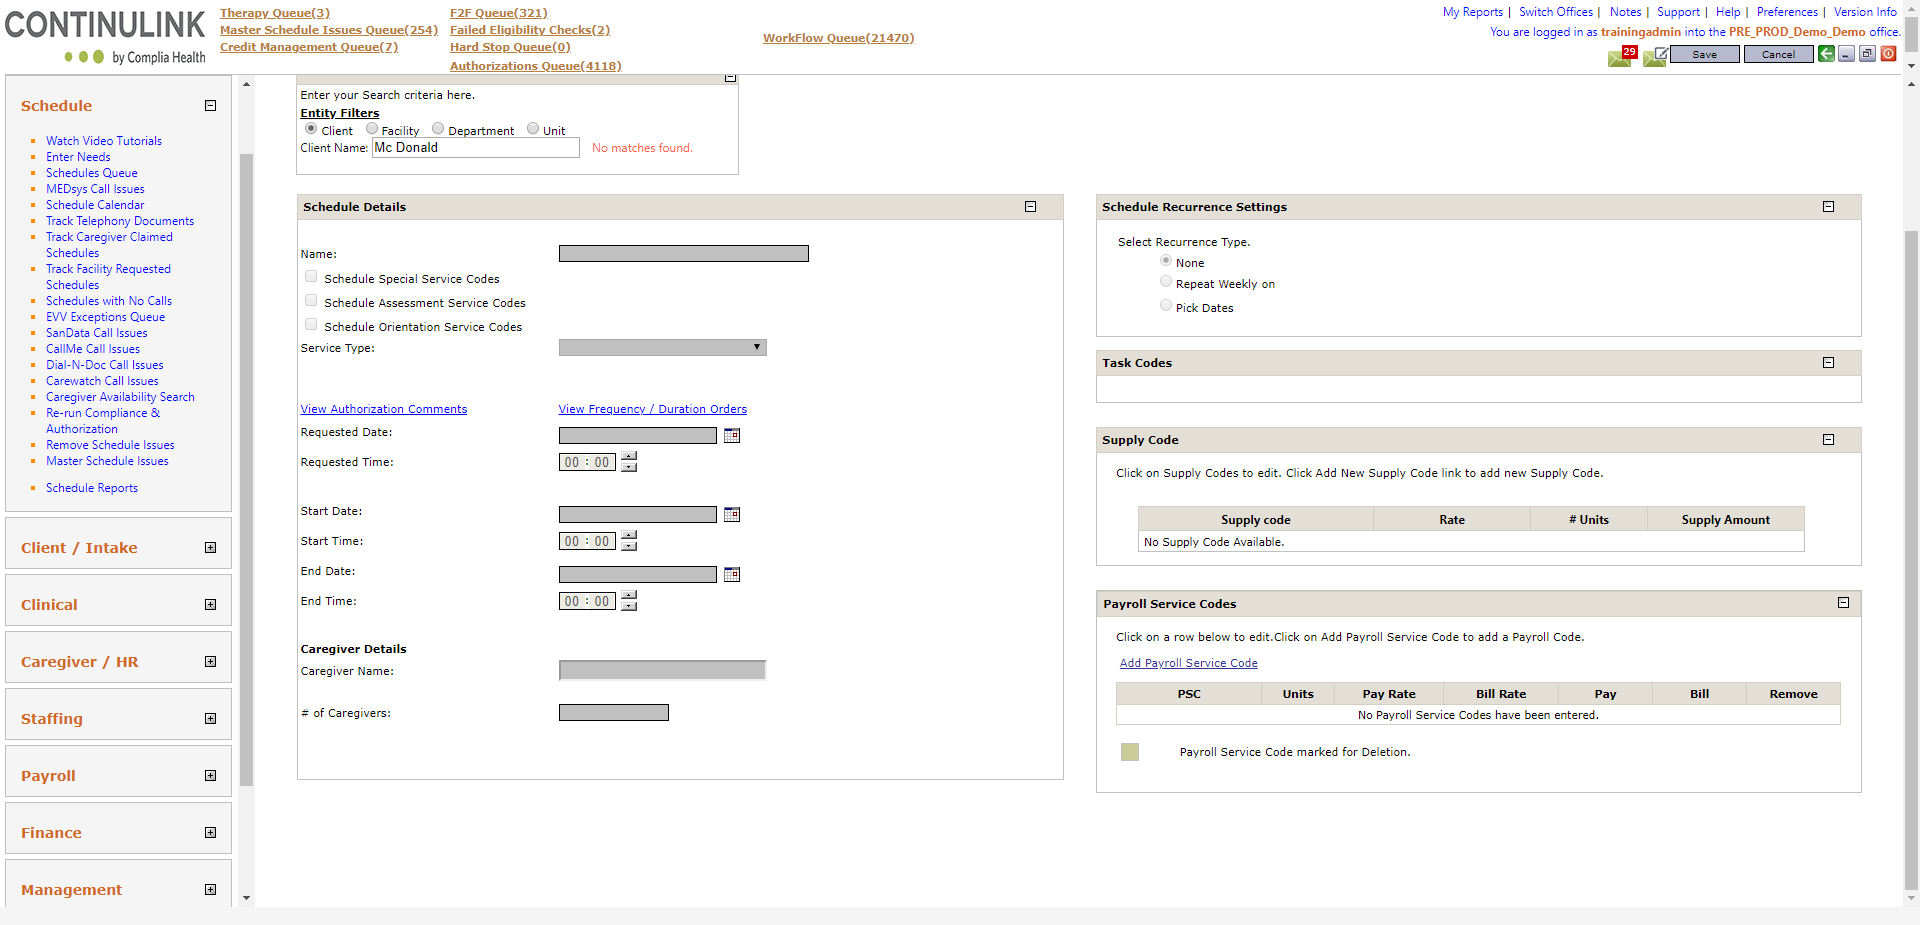 CONTINULINK
by Complia Health
Therapy Queue(3)
Master Schedule Issues Queue(254)
Credit Management Queue(7)
F2F Queue(321)
Failed Eligibility Checks(2)
Hard Stop Queue(0)
Authorizations Queue(4118)
WorkFlow Queue(21470)
My Reports | Switch Offices | Notes | Support | Help | Preferences | Version Info
You are logged in as trainingadmin into the PRE_PROD_Demo_Demo office.
29
Save
Cancel
Schedule
Watch Video Tutorials
Enter Needs
Schedules Queue
MEDsys Call Issues
Schedule Calendar
Track Telephony Documents
Track Caregiver Claimed
Schedules
Track Facility Requested
Schedules
Schedules with No Calls
EVV Exceptions Queue
SanData Call Issues
CallMe Call Issues
Dial-N-Doc Call Issues
Carewatch Call Issues
Caregiver Availability Search
Re-run Compliance &
Authorization
Remove Schedule Issues
Master Schedule Issues
Schedule Reports
Client / Intake
Clinical
Caregiver / HR
Staffing
Payroll
Finance
Management
Enter your Search criteria here.
Entity Filters
Client Facility Department Unit
Client Name: Mc Donald No matches found.
Schedule Details
Name:
Schedule Special Service Codes
Schedule Assessment Service Codes
Schedule Orientation Service Codes
Service Type:
View Authorization Comments View Frequency / Duration Orders
Requested Date:
Requested Time: 00 : 00
Start Date:
Start Time: 00 : 00
End Date:
End Time: 00 : 00
Caregiver Details
Caregiver Name:
# of Caregivers:
Schedule Recurrence Settings
Select Recurrence Type.
None
Repeat Weekly on
Pick Dates
Task Codes
Supply Code
Click on Supply Codes to edit. Click Add New Supply Code link to add new Supply Code.
Supply code Rate # Units Supply Amount
No Supply Code Available.
Payroll Service Codes
Click on a row below to edit.Click on Add Payroll Service Code to add a Payroll Code.
Add Payroll Service Code
PSC Units Pay Rate Bill Rate Pay Bill Remove
No Payroll Service Codes have been entered.
Payroll Service Code marked for Deletion.